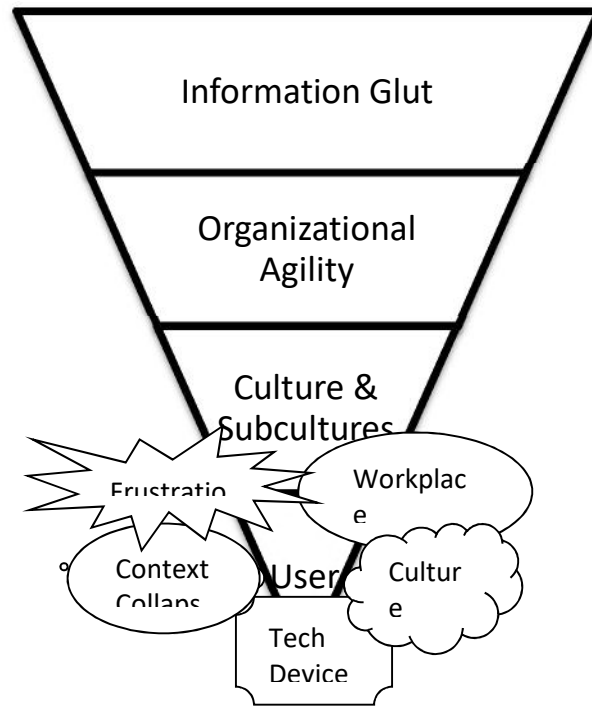 Information Glut
Organizational
Agility
Culture &
Subcultures
Frustratio
Workplac
e
Context
Collaps
User
Cultur
e
Tech
Device